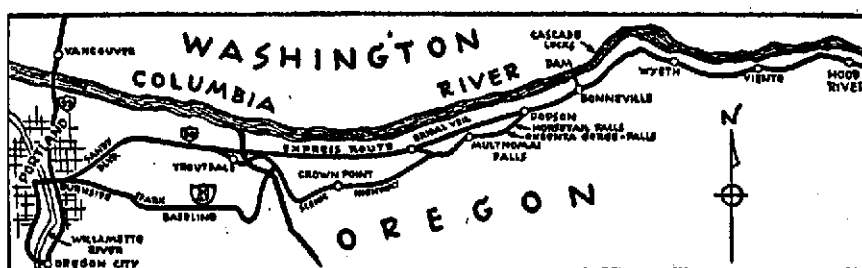 WASHINGTON
COLUMBIA RIVER
VANCOUVER
CASCADE LOCKS
DAM
WYETH
VIENTO
HOOD RIVER
BONNEVILLE
DODSON
HORSETAIL FALLS
ONEONTA GORGE-FALLS
MULTNOMAH FALLS
BRIDAL VEIL
EXPRESS ROUTE
TROUTDALE
CROWN POINT
SCENIC HIGHWAY
PORTLAND
SANDY BLVD
BURNSIDE
STARK
BASELINE
WILLAMETTE RIVER
OREGON CITY
OREGON
N